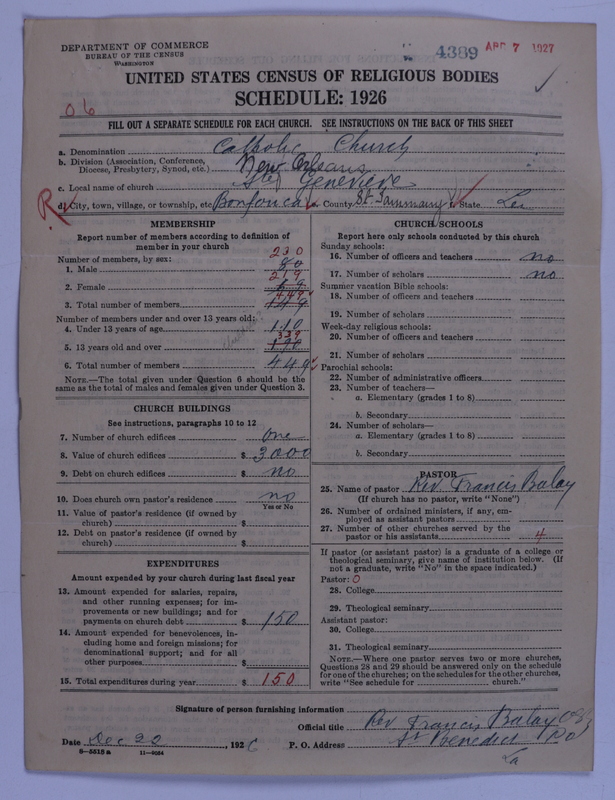 DEPARTMENT OF COMMERCE
BUREAU OF THE CENSUS
WASHINGTON
4389 APR 7 1927
UNITED STATES CENSUS OF RELIGIOUS BODIES
SCHEDULE: 1926
06
FILL OUT A SEPARATE SCHEDULE FOR EACH CHURCH. SEE INSTRUCTIONS ON THE BACK OF THIS SHEET
a. Denomination Catholic Church
b. Division (Association, Conference, Diocese, Presbytery, Synod, etc.) New Orleans
c. Local name of church Ste Genevieve
R d. City, town, village, or township, etc. Bonfouca e. County St. Tammany f. State La
MEMBERSHIP
Report number of members according to definition of
member in your church
Number of members, by sex:
230
1. Male 80
219
2. Female
449
3. Total number of members 149
Number of members under and over 13 years old:
4. Under 13 years of age 110
339
5. 13 years old and over
6. Total number of members 449
NOTE.—The total given under Question 6 should be
same as the total of males and females given under Question 3.
CHURCH BUILDINGS
See instructions, paragraphs 10 to 12
7. Number of church edifices one
8. Value of church edifices $ 3000
9. Debt on church edifices $ no
10. Does church own pastor's residence no
Yes or No
11. Value of pastor's residence (if owned by
church) $
12. Debt on pastor's residence (if owned by
church) $
EXPENDITURES
Amount expended by your church during last fiscal year
13. Amount expended for salaries, repairs,
and other running expenses; for im-
provements or new buildings; and for
payments on church debt $ 150
14. Amount expended for benevolences, in-
cluding home and foreign missions; for
denominational support; and for all
other purposes $
15. Total expenditures during year $ 150
CHURCH SCHOOLS
Report here only schools conducted by this church
Sunday schools:
16. Number of officers and teachers no
17. Number of scholars no
Summer vacation Bible schools:
18. Number of officers and teachers
19. Number of scholars
Week-day religious schools:
20. Number of officers and teachers
21. Number of scholars
Parochial schools:
22. Number of administrative officers
23. Number of teachers—
a. Elementary (grades 1 to 8)
b. Secondary
24. Number of scholars—
a. Elementary (grades 1 to 8)
b. Secondary
PASTOR
25. Name of pastor Rev Francis Balay
(If church has no pastor, write "None")
26. Number of ordained ministers, if any, em-
ployed as assistant pastors
27. Number of other churches served by the
pastor or his assistants 4
If pastor (or assistant pastor) is a graduate of a college or
theological seminary, give name of institution below. (If
not a graduate, write "No" in the space indicated.)
Pastor: 0
28. College
29. Theological seminary
Assistant pastor:
30. College
31. Theological seminary
NOTE.—Where one pastor serves two or more churches,
Questions 28 and 29 should be answered only on the schedule
for one of the churches; on the schedules for the other churches,
write "See schedule for church."
Signature of person furnishing information
Official title Rev Francis Balay OSB
Date Dec 22, 1926 P. O. Address St Benedict PO
La
8—5515a 11—9064